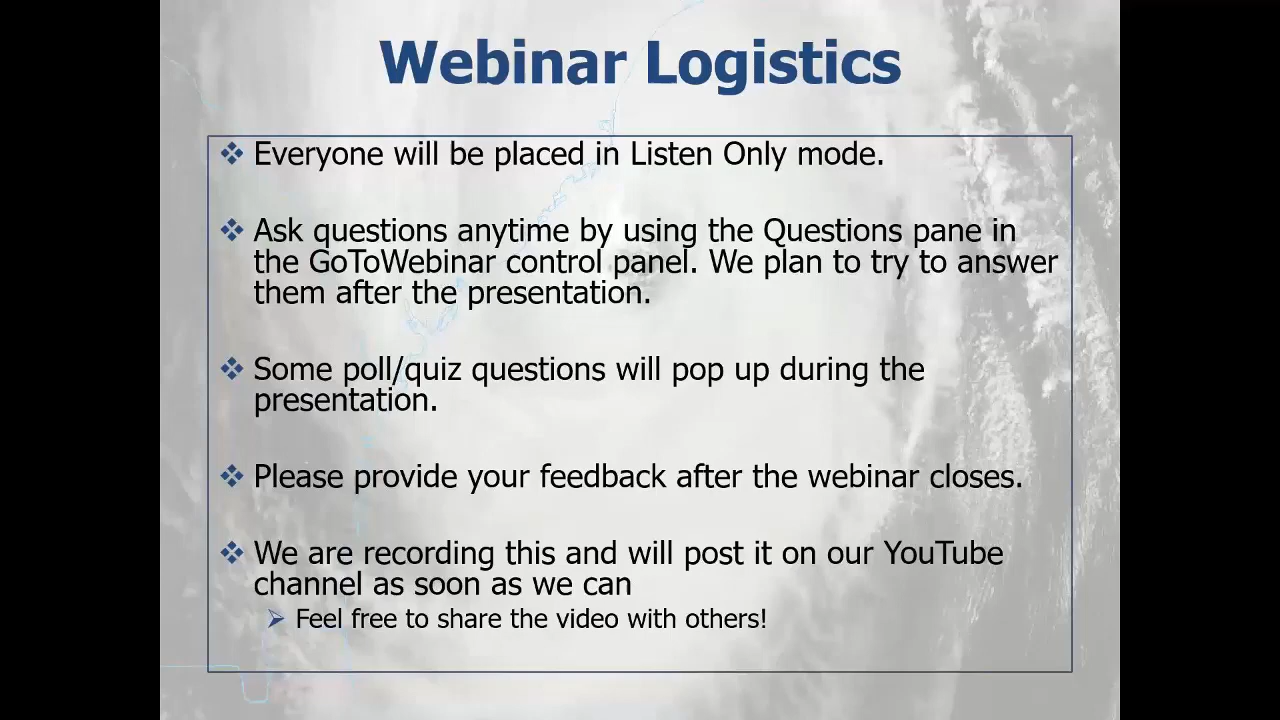 Webinar Logistics
❖ Everyone will be placed in Listen Only mode.
❖ Ask questions anytime by using the Questions pane in
the GoToWebinar control panel. We plan to try to answer
them after the presentation.
❖ Some poll/quiz questions will pop up during the
presentation.
❖ Please provide your feedback after the webinar closes.
❖ We are recording this and will post it on our YouTube
channel as soon as we can
➢ Feel free to share the video with others!